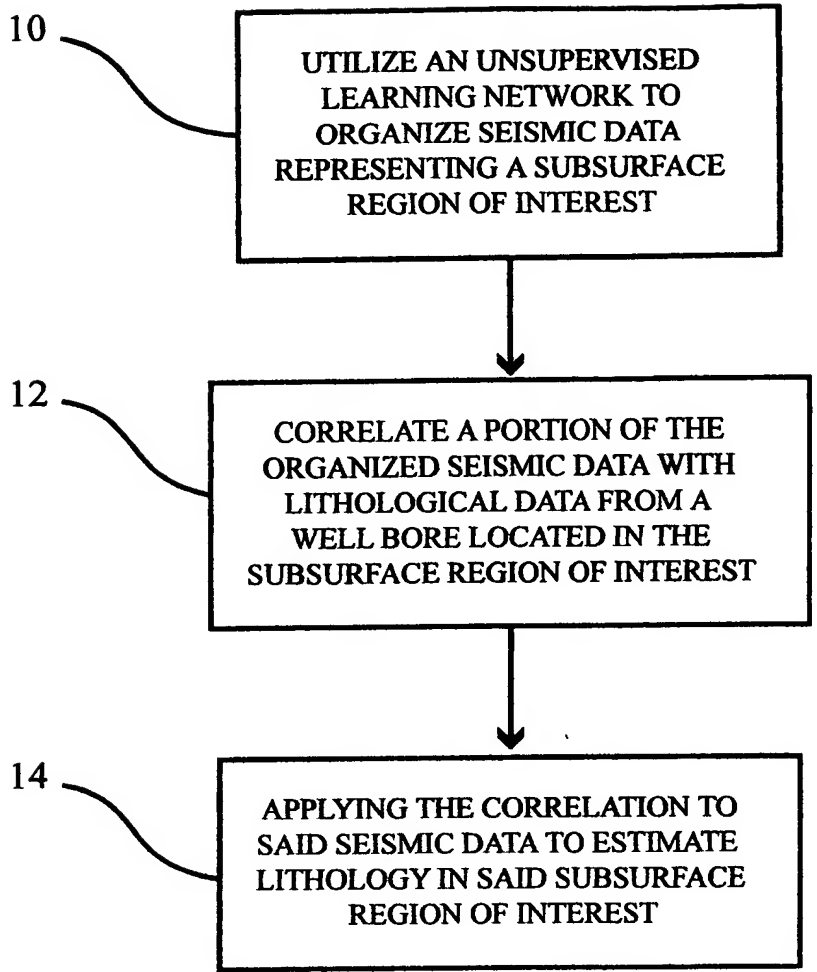 10
UTILIZE AN UNSUPERVISED
LEARNING NETWORK TO
ORGANIZE SEISMIC DATA
REPRESENTING A SUBSURFACE
REGION OF INTEREST
12
CORRELATE A PORTION OF THE
ORGANIZED SEISMIC DATA WITH
LITHOLOGICAL DATA FROM A
WELL BORE LOCATED IN THE
SUBSURFACE REGION OF INTEREST
14
APPLYING THE CORRELATION TO
SAID SEISMIC DATA TO ESTIMATE
LITHOLOGY IN SAID SUBSURFACE
REGION OF INTEREST